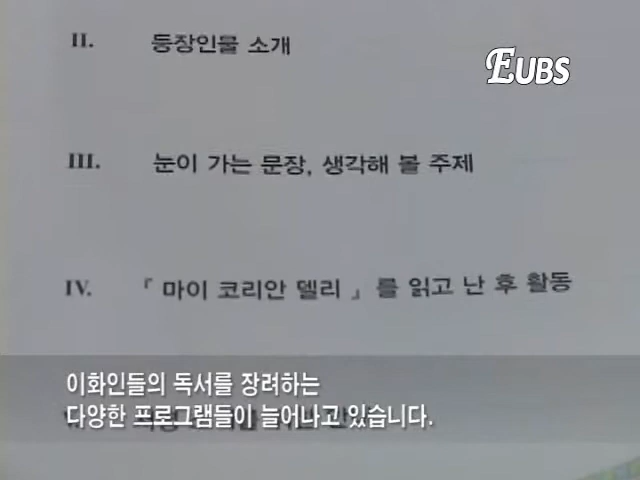 II. 등장인물 소개
EUBS
III. 눈이 가는 문장, 생각해 볼 주제
IV. 『 마이 코리안 델리 』 를 읽고 난 후 활동
이화인들의 독서를 장려하는
다양한 프로그램들이 늘어나고 있습니다.